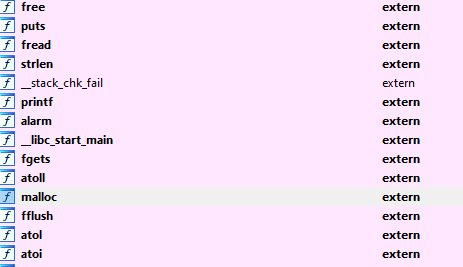 f free extern
f puts extern
f fread extern
f strlen extern
f __stack_chk_fail extern
f printf extern
f alarm extern
f __libc_start_main extern
f fgets extern
f atoll extern
f malloc extern
f fflush extern
f atol extern
f atoi extern